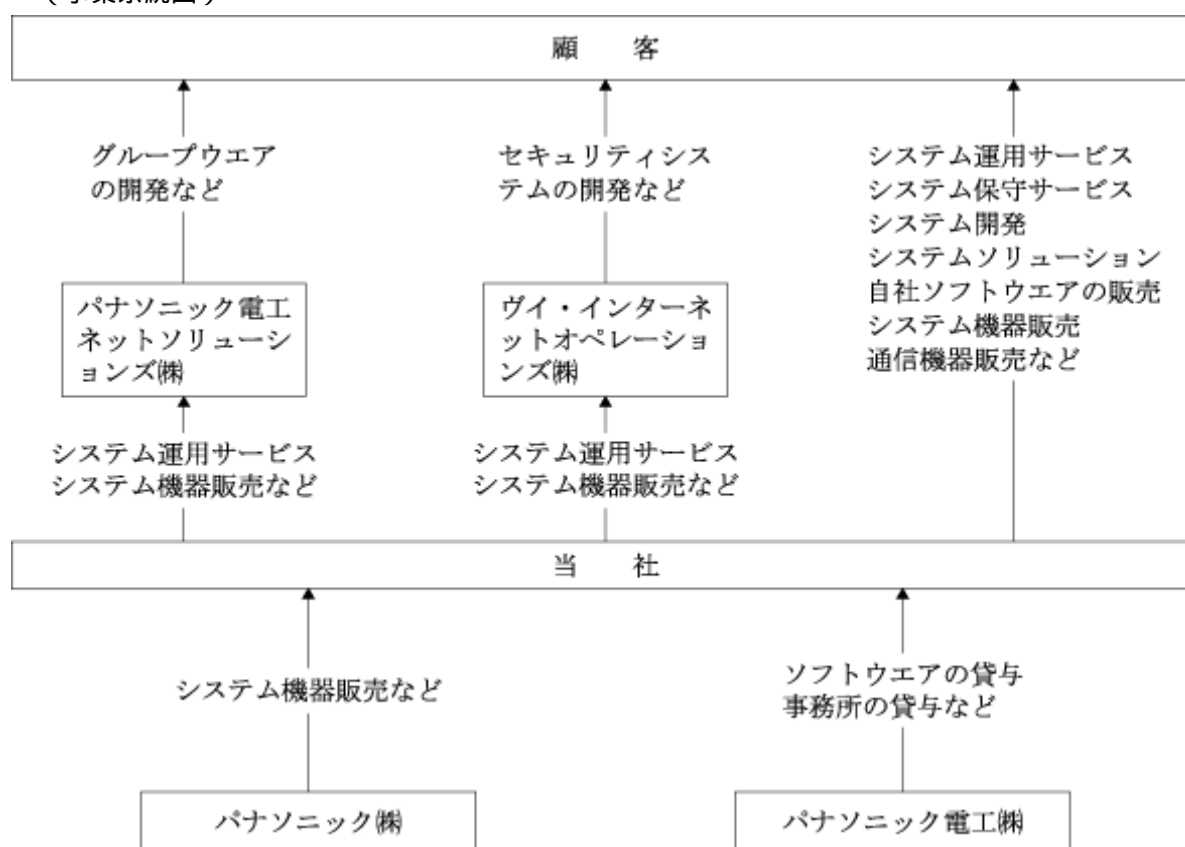 （事業系統図）
顧　　客
グループウエア
の開発など
セキュリティシス
テムの開発など
システム運用サービス
システム保守サービス
システム開発
システムソリューション
自社ソフトウエアの販売
システム機器販売
通信機器販売など
パナソニック電工
ネットソリューシ
ョンズ㈱
ヴイ・インターネ
ットオペレーショ
ンズ㈱
システム運用サービス
システム機器販売など
システム運用サービス
システム機器販売など
当　　社
システム機器販売など
ソフトウエアの貸与
事務所の貸与など
パナソニック㈱
パナソニック電工㈱